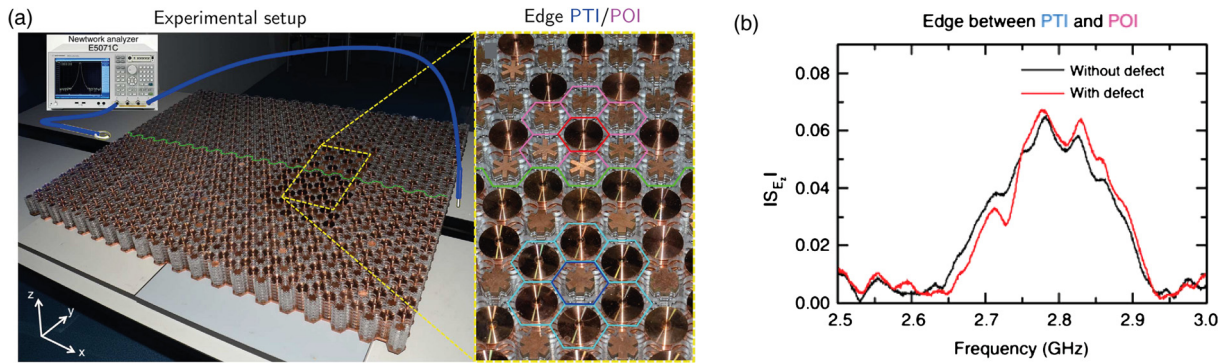 (a)
Experimental setup
Newtwork analyzer
E5071C
z
y
x
Edge PTI/POI
(b)
Edge between PTI and POI
Without defect
With defect
|S_{E_z}|
0.08
0.06
0.04
0.02
0.00
2.5 2.6 2.7 2.8 2.9 3.0
Frequency (GHz)